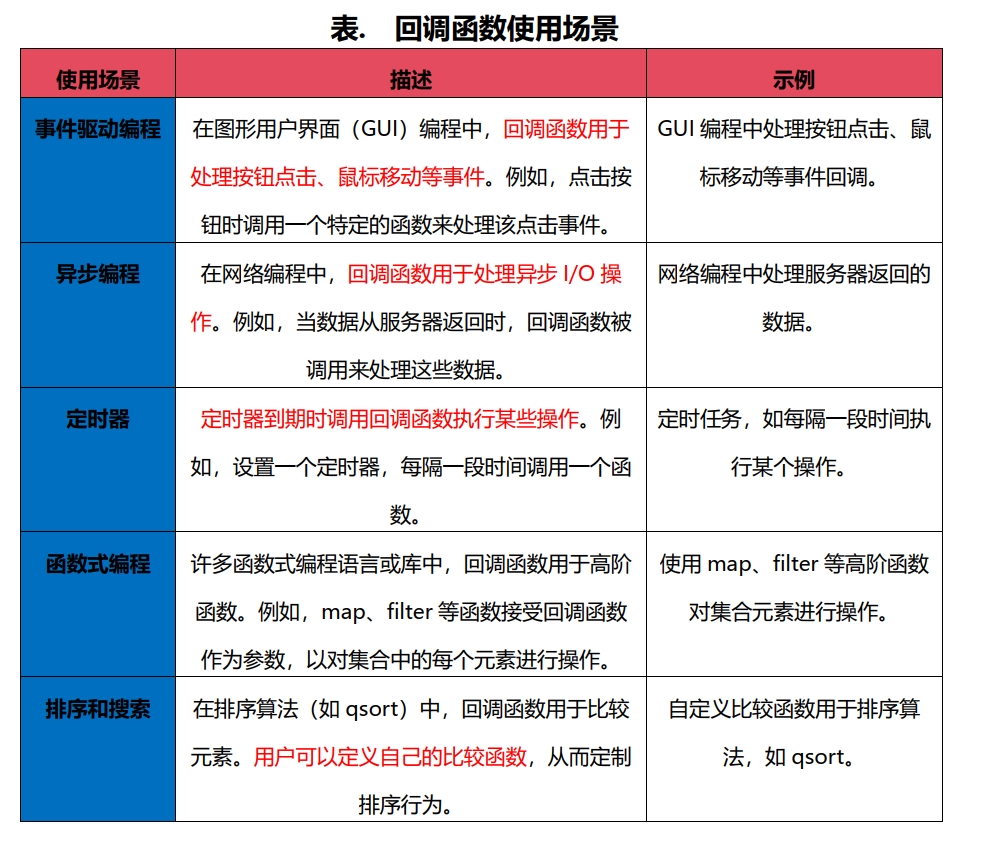 表. 回调函数使用场景
使用场景 描述 示例
事件驱动编程
在图形用户界面（GUI）编程中，回调函数用于
处理按钮点击、鼠标移动等事件。例如，点击按
钮时调用一个特定的函数来处理该点击事件。
GUI 编程中处理按钮点击、鼠
标移动等事件回调。
异步编程
在网络编程中，回调函数用于处理异步 I/O 操
作。例如，当数据从服务器返回时，回调函数被
调用来处理这些数据。
网络编程中处理服务器返回的
数据。
定时器
定时器到期时调用回调函数执行某些操作。例
如，设置一个定时器，每隔一段时间调用一个函
数。
定时任务，如每隔一段时间执
行某个操作。
函数式编程
许多函数式编程语言或库中，回调函数用于高阶
函数。例如，map、filter 等函数接受回调函数
作为参数，以对集合中的每个元素进行操作。
使用 map、filter 等高阶函数
对集合元素进行操作。
排序和搜索
在排序算法（如 qsort）中，回调函数用于比较
元素。用户可以定义自己的比较函数，从而定制
排序行为。
自定义比较函数用于排序算
法，如 qsort。